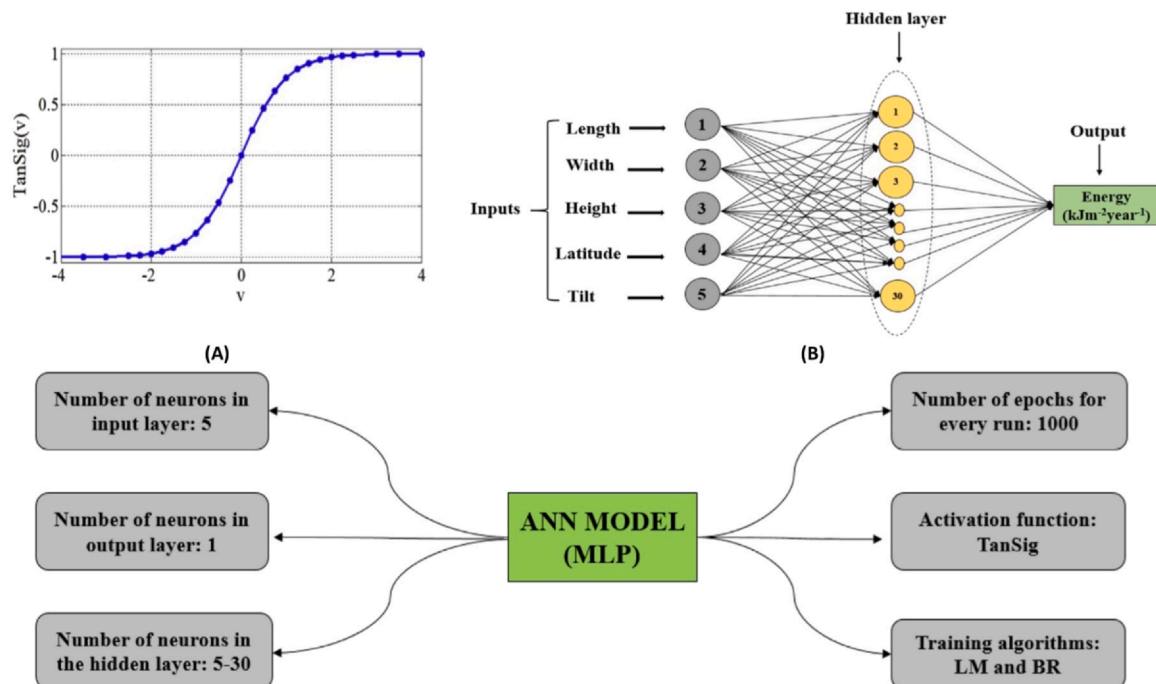 1
0.5
0
-0.5
-1
-4
-2
0
2
4
TanSig(v)
v
(A)
Hidden layer
Inputs
Length
Width
Height
Latitude
Tilt
1
2
3
4
5
1
2
3
30
Output
Energy
(kJm⁻²year⁻¹)
(B)
Number of neurons in
input layer: 5
Number of neurons in
output layer: 1
Number of neurons in
the hidden layer: 5-30
ANN MODEL
(MLP)
Number of epochs for
every run: 1000
Activation function:
TanSig
Training algorithms:
LM and BR